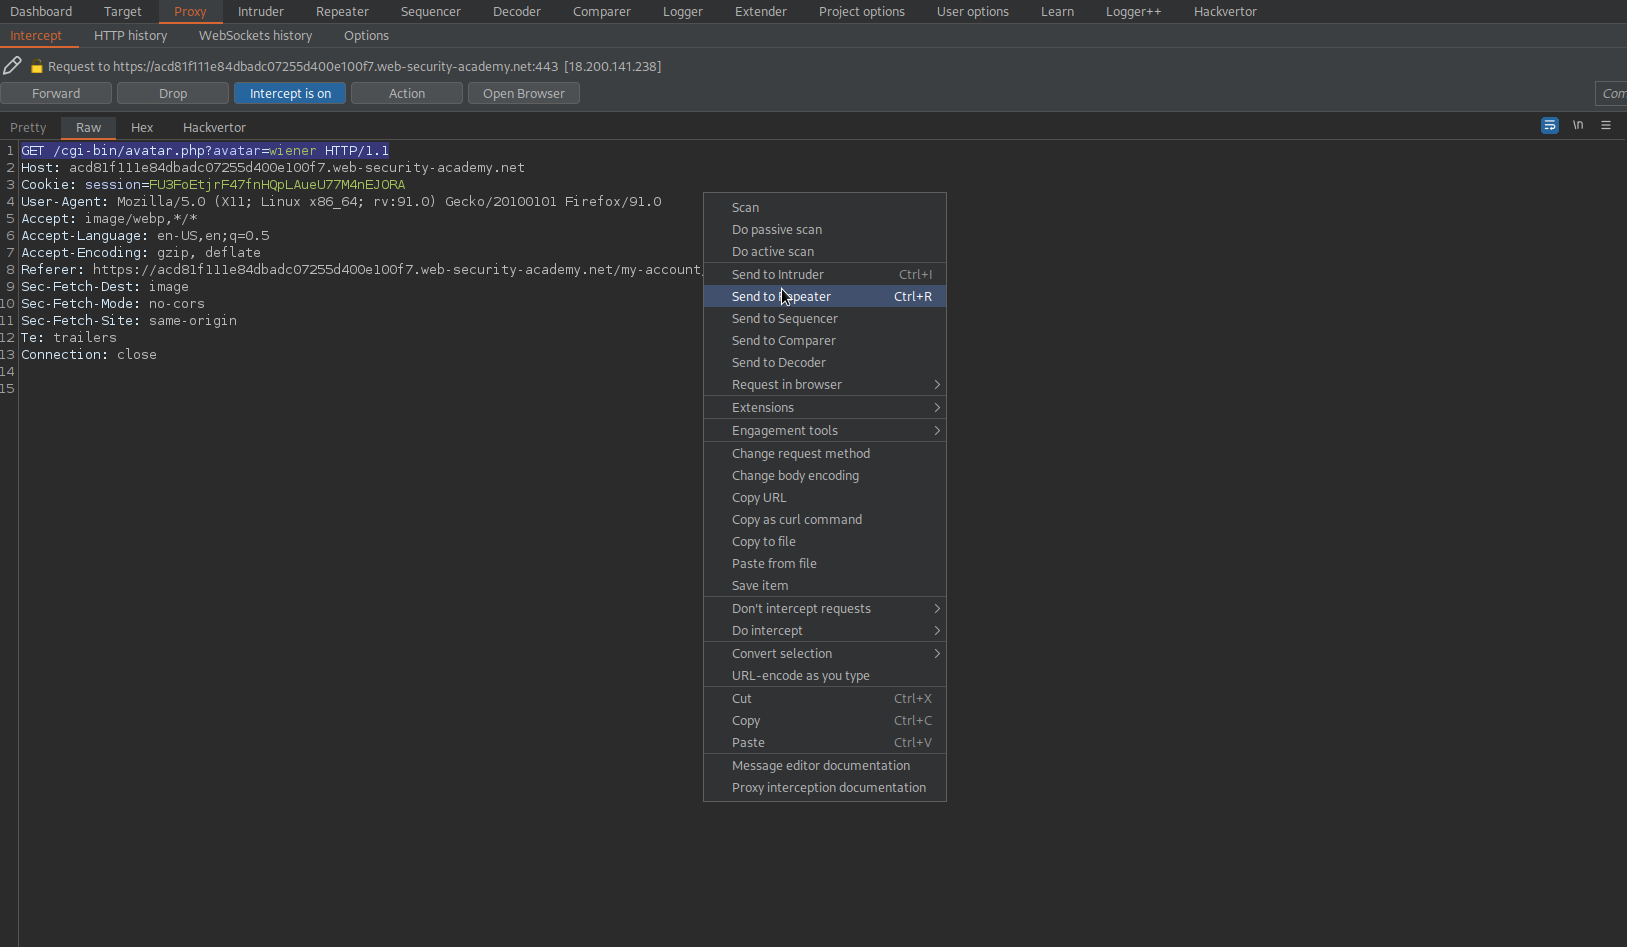 Dashboard Target Proxy Intruder Repeater Sequencer Decoder Comparer Logger Extender Project options User options Learn Logger++ Hackvertor
Intercept HTTP history WebSockets history Options
Request to https://acd81f111e84dbadc07255d400e100f7.web-security-academy.net:443 [18.200.141.238]
Forward Drop Intercept is on Action Open Browser Com
Pretty Raw Hex Hackvertor \n
1 GET /cgi-bin/avatar.php?avatar=wiener HTTP/1.1
2 Host: acd81f111e84dbadc07255d400e100f7.web-security-academy.net
3 Cookie: session=FU3FoEtjrF47fnHQpLAueU77M4nEJ0RA
4 User-Agent: Mozilla/5.0 (X11; Linux x86_64; rv:91.0) Gecko/20100101 Firefox/91.0
5 Accept: image/webp,*/*
6 Accept-Language: en-US,en;q=0.5
7 Accept-Encoding: gzip, deflate
8 Referer: https://acd81f111e84dbadc07255d400e100f7.web-security-academy.net/my-account
9 Sec-Fetch-Dest: image
10 Sec-Fetch-Mode: no-cors
11 Sec-Fetch-Site: same-origin
12 Te: trailers
13 Connection: close
14
15
Scan
Do passive scan
Do active scan
Send to Intruder Ctrl+I
Send to Repeater Ctrl+R
Send to Sequencer
Send to Comparer
Send to Decoder
Request in browser
Extensions
Engagement tools
Change request method
Change body encoding
Copy URL
Copy as curl command
Copy to file
Paste from file
Save item
Don't intercept requests
Do intercept
Convert selection
URL-encode as you type
Cut Ctrl+X
Copy Ctrl+C
Paste Ctrl+V
Message editor documentation
Proxy interception documentation